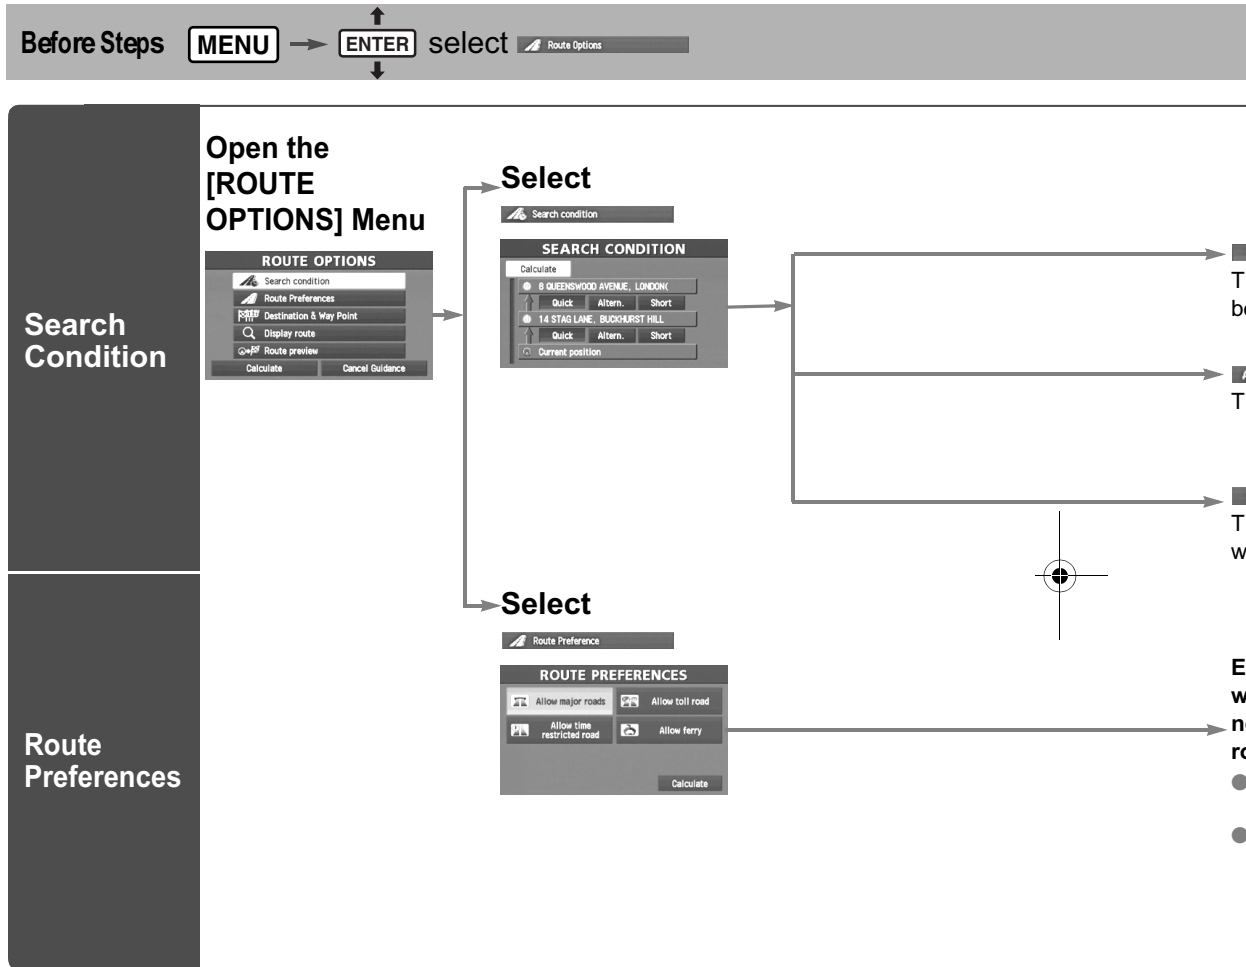 Before Steps MENU ENTER select Route Options
Search
Condition
Open the
[ROUTE
OPTIONS] Menu
ROUTE OPTIONS
Search condition
Route Preferences
Destination & Way Point
Display route
Route preview
Calculate Cancel Guidance
Select
Search condition
SEARCH CONDITION
Calculate
8 QUEENSWOOD AVENUE, LONDON(
Quick Altern. Short
14 STAG LANE, BUCKHURST HILL
Quick Altern. Short
Current position
T
be
T
T
w
Route
Preferences
Select
Route Preference
ROUTE PREFERENCES
Allow major roads Allow toll road
Allow time
restricted road
Allow ferry
Calculate
E
w
ne
ro